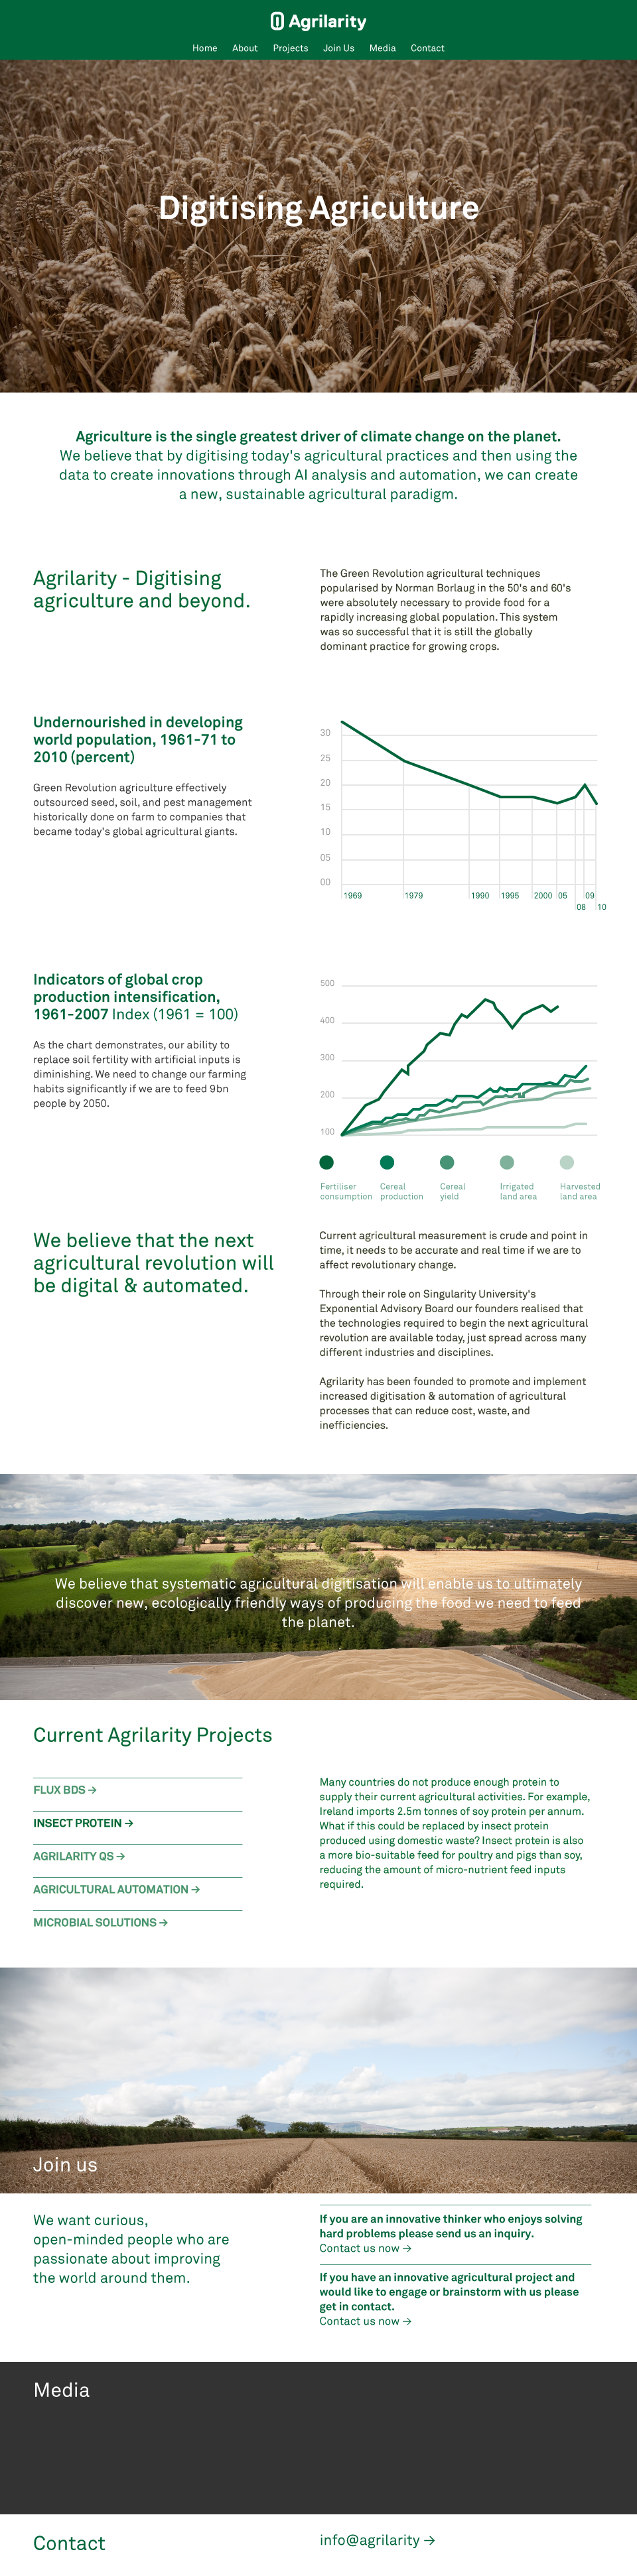 Agrilarity
Home About Projects Join Us Media Contact
Digitising Agriculture
Agriculture is the single greatest driver of climate change on the planet.
We believe that by digitising today's agricultural practices and then using the
data to create innovations through AI analysis and automation, we can create
a new, sustainable agricultural paradigm.
Agrilarity - Digitising
agriculture and beyond.
The Green Revolution agricultural techniques
popularised by Norman Borlaug in the 50's and 60's
were absolutely necessary to provide food for a
rapidly increasing global population. This system
was so successful that it is still the globally
dominant practice for growing crops.
Undernourished in developing
world population, 1961-71 to
2010 (percent)
Green Revolution agriculture effectively
outsourced seed, soil, and pest management
historically done on farm to companies that
became today's global agricultural giants.
30
25
20
15
10
05
00
1969 1979 1990 1995 2000 05 09
08 10
Indicators of global crop
production intensification,
1961-2007 Index (1961 = 100)
As the chart demonstrates, our ability to
replace soil fertility with artificial inputs is
diminishing. We need to change our farming
habits significantly if we are to feed 9bn
people by 2050.
500
400
300
200
100
Fertiliser Cereal Cereal Irrigated Harvested
consumption production yield land area land area
We believe that the next
agricultural revolution will
be digital & automated.
Current agricultural measurement is crude and point in
time, it needs to be accurate and real time if we are to
affect revolutionary change.
Through their role on Singularity University's
Exponential Advisory Board our founders realised that
the technologies required to begin the next agricultural
revolution are available today, just spread across many
different industries and disciplines.
Agrilarity has been founded to promote and implement
increased digitisation & automation of agricultural
processes that can reduce cost, waste, and
inefficiencies.
We believe that systematic agricultural digitisation will enable us to ultimately
discover new, ecologically friendly ways of producing the food we need to feed
the planet.
Current Agrilarity Projects
FLUX BDS →
INSECT PROTEIN →
AGRILARITY QS →
AGRICULTURAL AUTOMATION →
MICROBIAL SOLUTIONS →
Many countries do not produce enough protein to
supply their current agricultural activities. For example,
Ireland imports 2.5m tonnes of soy protein per annum.
What if this could be replaced by insect protein
produced using domestic waste? Insect protein is also
a more bio-suitable feed for poultry and pigs than soy,
reducing the amount of micro-nutrient feed inputs
required.
Join us
We want curious,
open-minded people who are
passionate about improving
the world around them.
If you are an innovative thinker who enjoys solving
hard problems please send us an inquiry.
Contact us now →
If you have an innovative agricultural project and
would like to engage or brainstorm with us please
get in contact.
Contact us now →
Media
Contact
info@agrilarity →